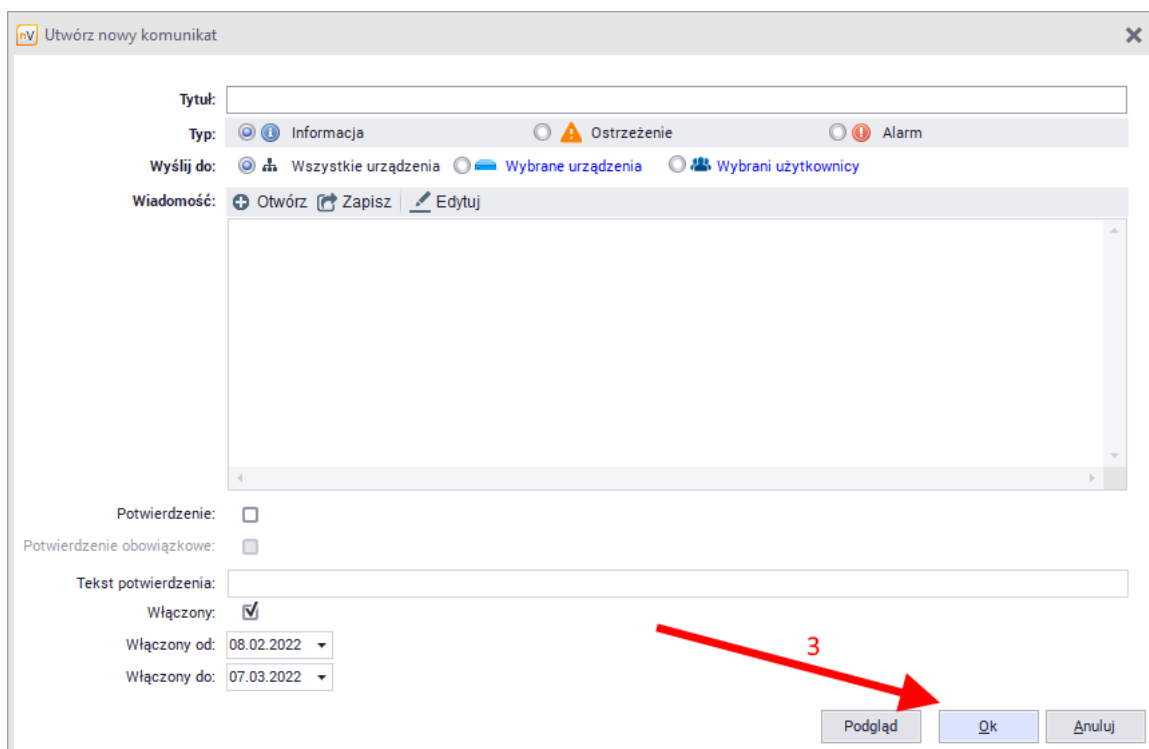 nV Utwórz nowy komunikat
Tytuł:
Typ: Informacja Ostrzeżenie Alarm
Wyślij do: Wszystkie urządzenia Wybrane urządzenia Wybrani użytkownicy
Wiadomość: Otwórz Zapisz Edytuj
Potwierdzenie:
Potwierdzenie obowiązkowe:
Tekst potwierdzenia:
Włączony:
Włączony od: 08.02.2022
3
Włączony do: 07.03.2022
Podgląd Ok Anuluj